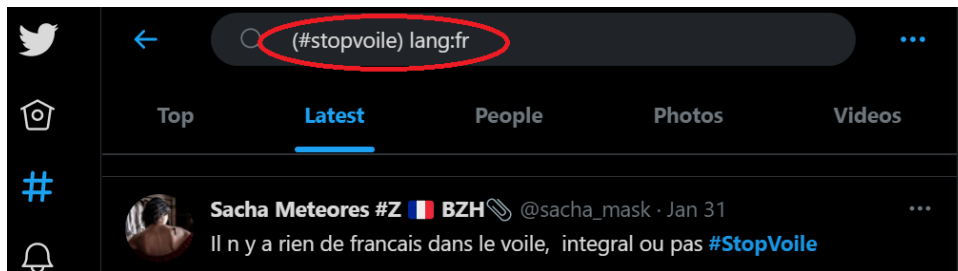 (#stopvoile) lang:fr
Top Latest People Photos Videos
Sacha Meteores #Z 🇫🇷 BZH📎 @sacha_mask · Jan 31
Il n y a rien de francais dans le voile, integral ou pas #StopVoile